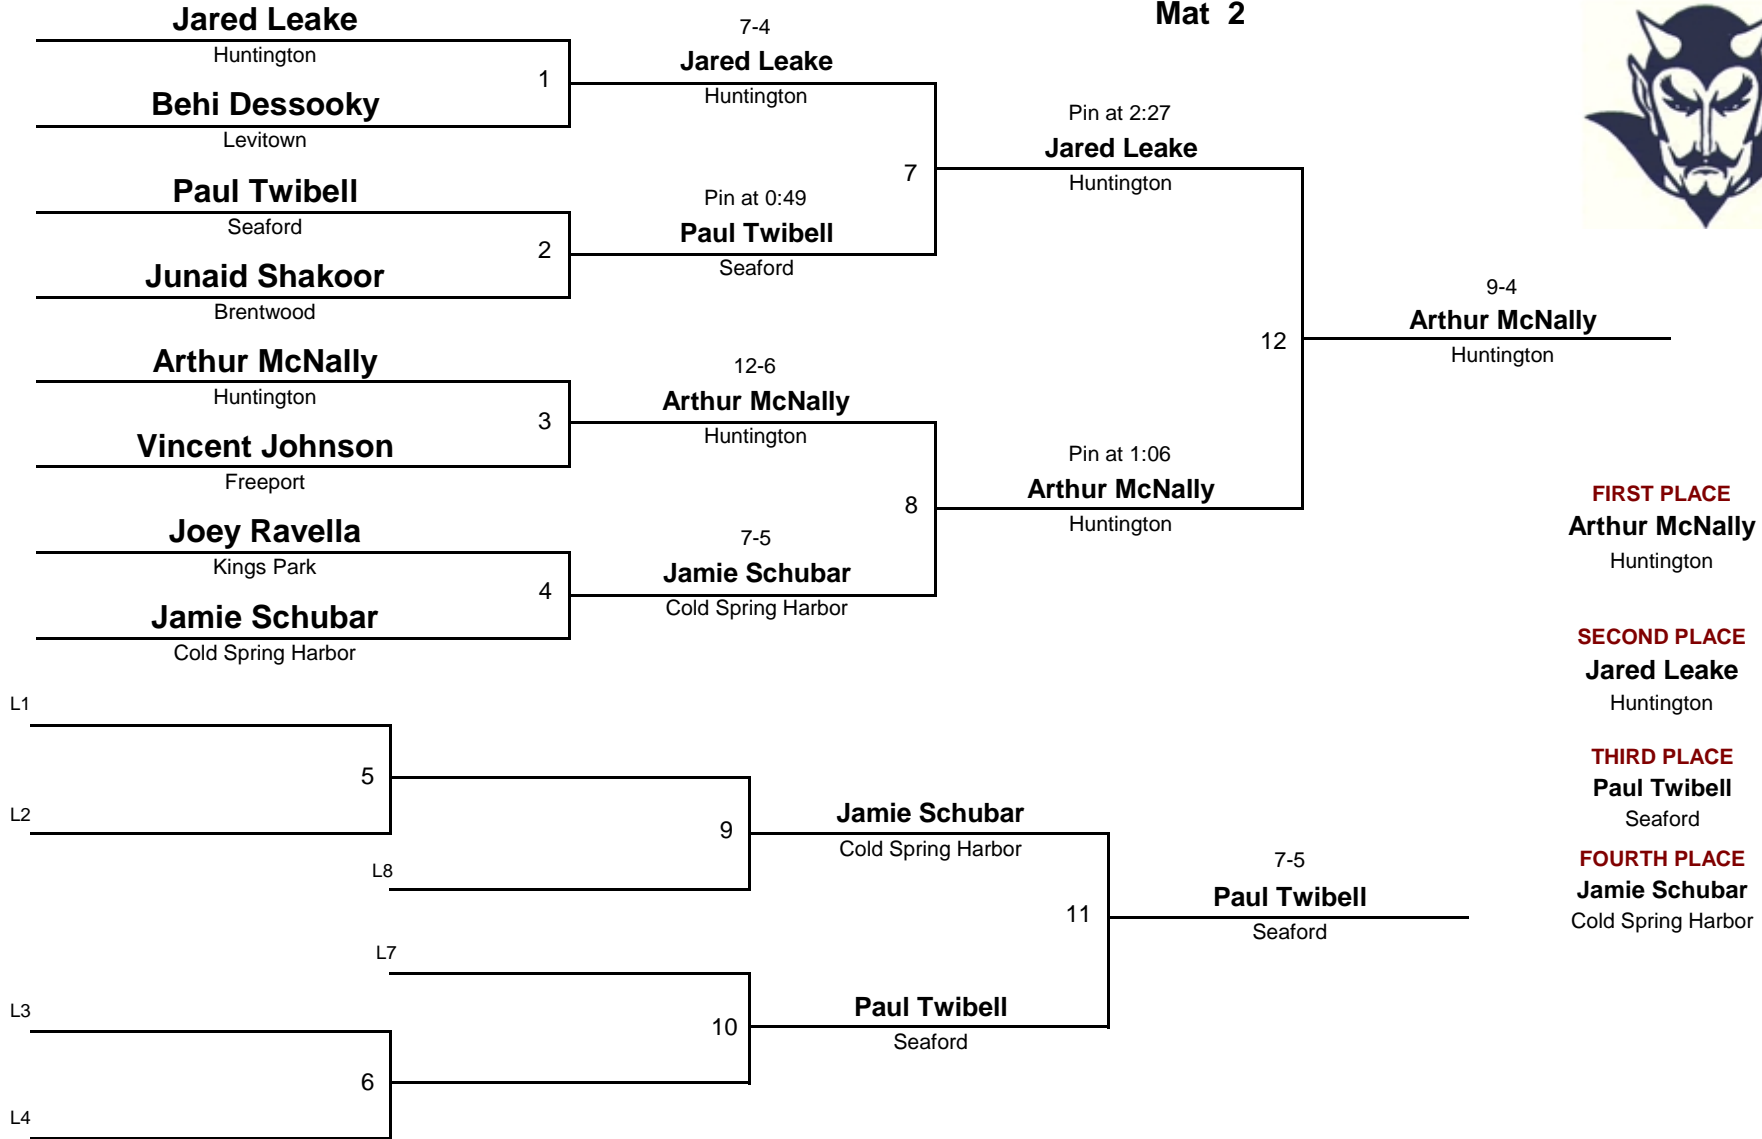 Mat 2
Jared Leake
Huntington
1
Behi Dessooky
Levitown
Paul Twibell
Seaford
2
Junaid Shakoor
Brentwood
Arthur McNally
Huntington
3
Vincent Johnson
Freeport
Joey Ravella
Kings Park
4
Jamie Schubar
Cold Spring Harbor
7-4
Jared Leake
Huntington
7
Pin at 0:49
Paul Twibell
Seaford
12-6
Arthur McNally
Huntington
8
7-5
Jamie Schubar
Cold Spring Harbor
Pin at 2:27
Jared Leake
Huntington
12
Pin at 1:06
Arthur McNally
Huntington
9-4
Arthur McNally
Huntington
L1
5
L2
9
L8
L7
10
L3
6
L4
Jamie Schubar
Cold Spring Harbor
11
Paul Twibell
Seaford
7-5
Paul Twibell
Seaford
FIRST PLACE
Arthur McNally
Huntington
SECOND PLACE
Jared Leake
Huntington
THIRD PLACE
Paul Twibell
Seaford
FOURTH PLACE
Jamie Schubar
Cold Spring Harbor